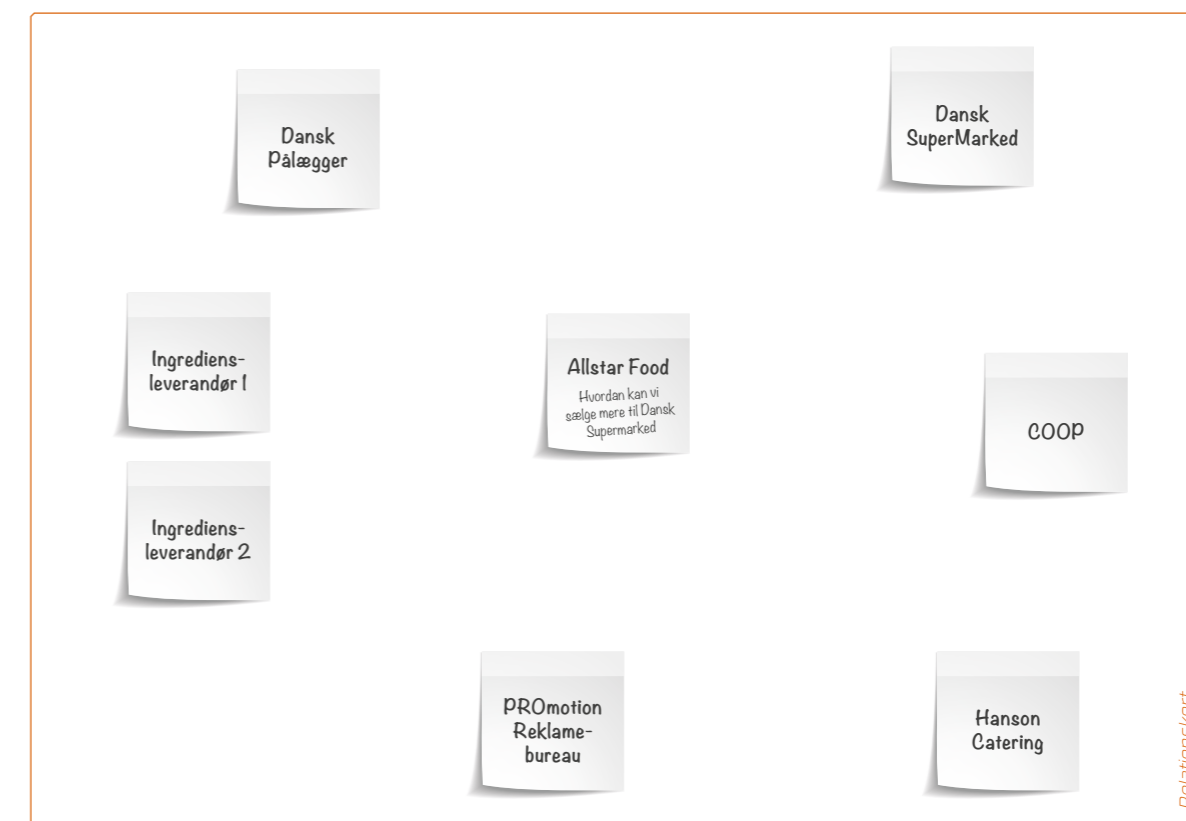 Dansk
Pålægger
Dansk
SuperMarked
Ingrediens-
leverandør 1
Allstar Food
Hvordan kan vi
sælge mere til Dansk
Supermarked
COOP
Ingrediens-
leverandør 2
PROmotion
Reklame-
bureau
Hanson
Catering
Relationskort